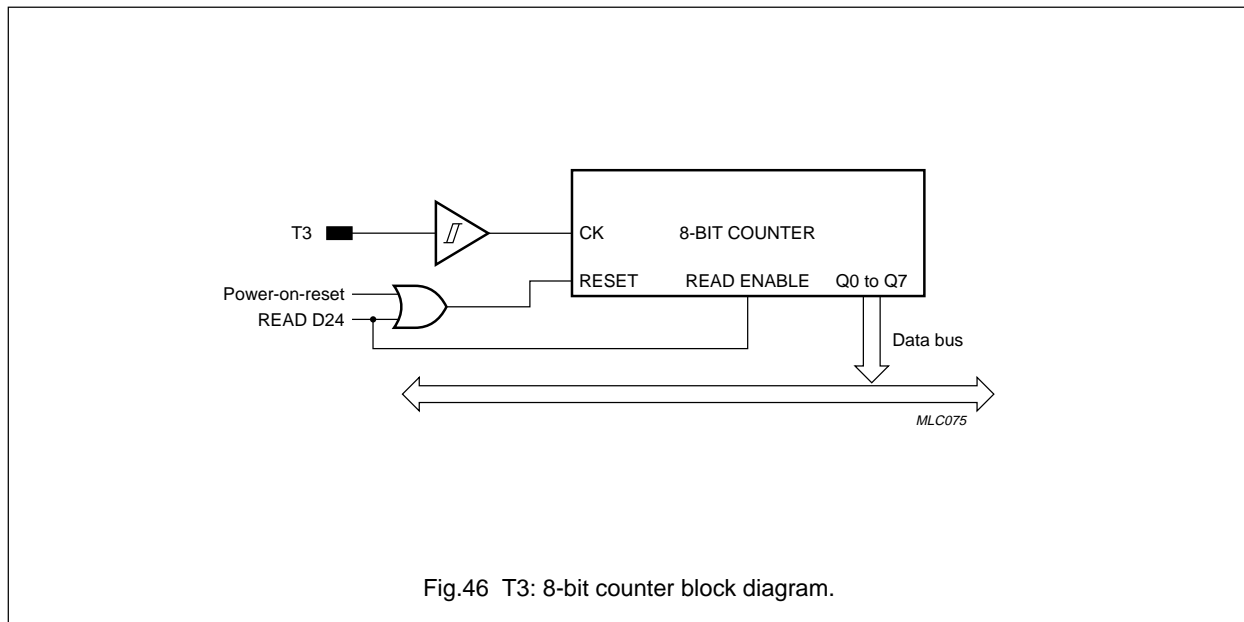 T3
CK
8-BIT COUNTER
RESET
READ ENABLE
Q0 to Q7
Power-on-reset
READ D24
Data bus
MLC075
Fig.46 T3: 8-bit counter block diagram.